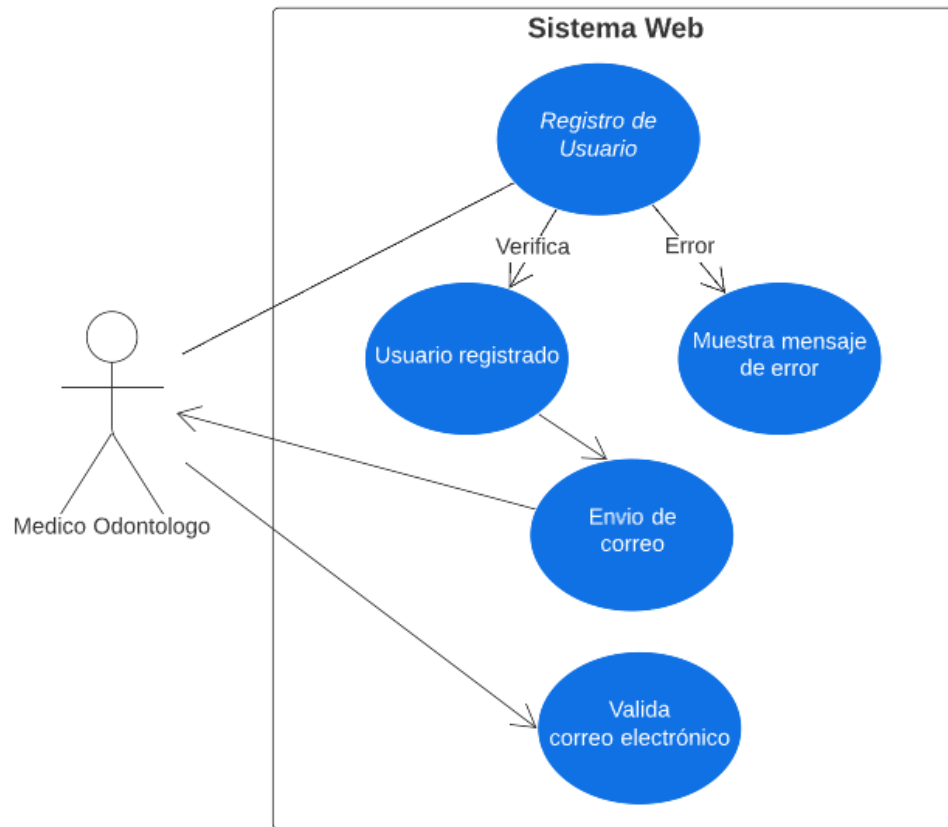 Sistema Web
Registro de
Usuario
Verifica
Error
Usuario registrado
Muestra mensaje
de error
Medico Odontologo
Envio de
correo
Valida
correo electrónico